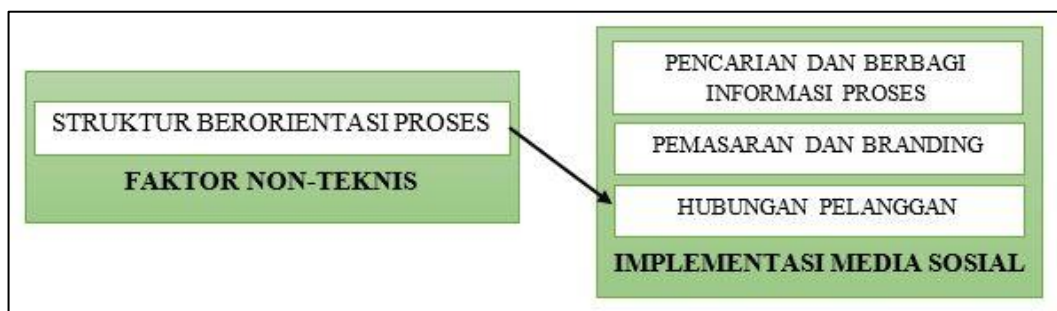 STRUKTUR BERORIENTASI PROSES
FAKTOR NON-TEKNIS
PENCARIAN DAN BERBAGI
INFORMASI PROSES
PEMASARAN DAN BRANDING
HUBUNGAN PELANGGAN
IMPLEMENTASI MEDIA SOSIAL